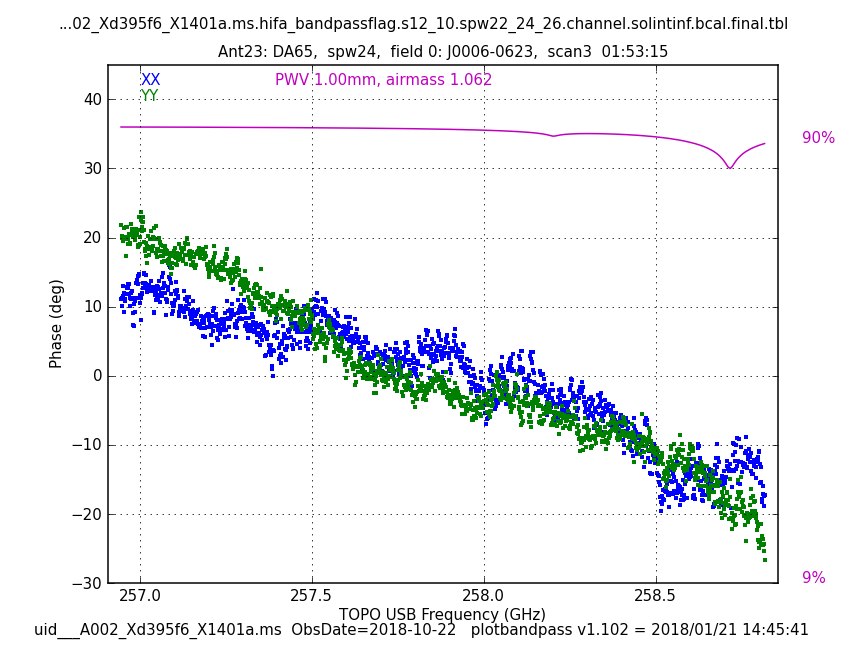 ...02_Xd395f6_X1401a.ms.hifa_bandpassflag.s12_10.spw22_24_26.channel.solintinf.bcal.final.tbl
Ant23: DA65, spw24, field 0: J0006-0623, scan3 01:53:15
XX
PWV 1.00mm, airmass 1.062
YY
40
90%
30
20
10
0
−10
−20
−30
9%
Phase (deg)
257.0 257.5 258.0 258.5
TOPO USB Frequency (GHz)
uid___A002_Xd395f6_X1401a.ms ObsDate=2018-10-22 plotbandpass v1.102 = 2018/01/21 14:45:41